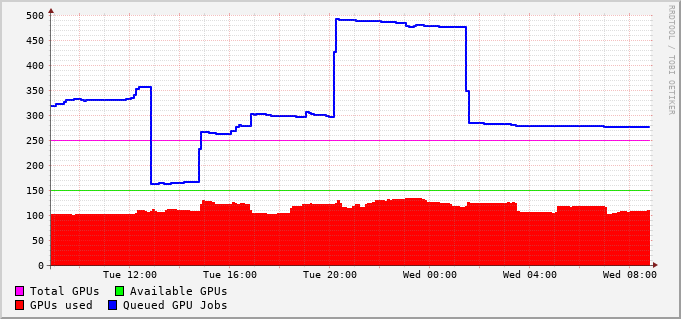 500
450
400
350
300
250
200
150
100
50
0
Tue 12:00 Tue 16:00 Tue 20:00 Wed 00:00 Wed 04:00 Wed 08:00
Total GPUs Available GPUs
GPUs used Queued GPU Jobs
RRDTOOL / TOBI OETIKER